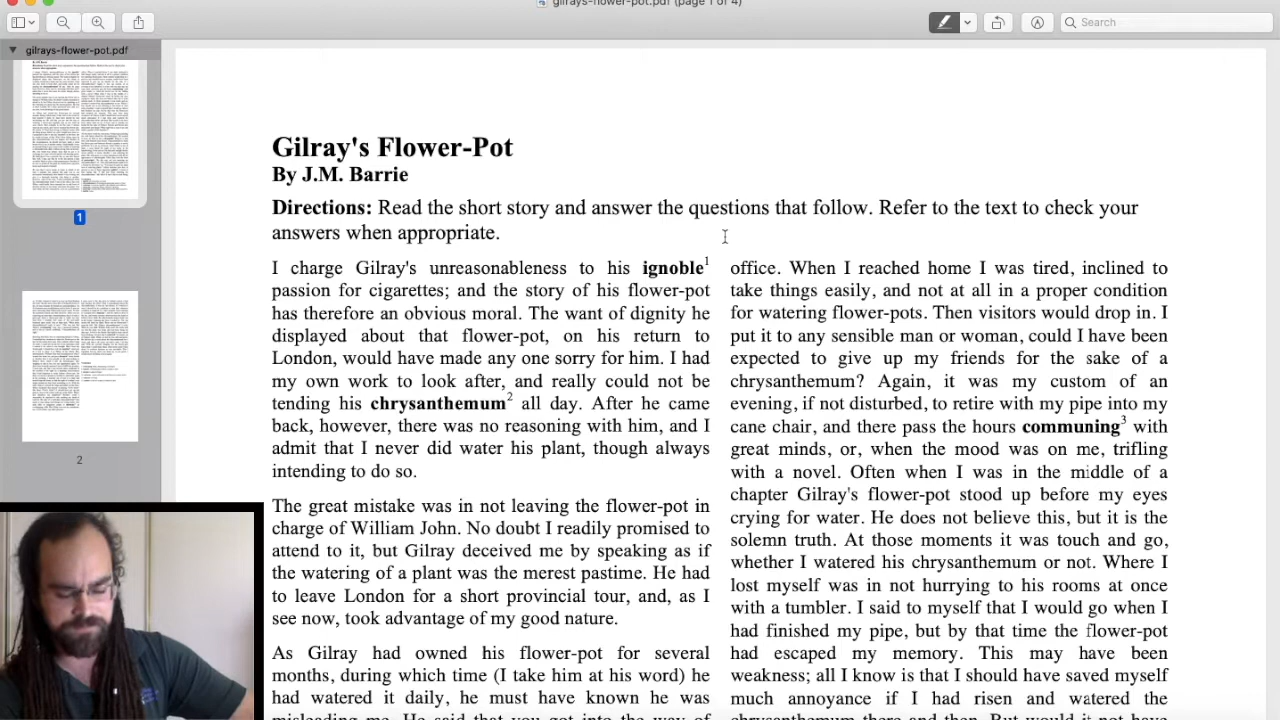 gilrays-flower-pot.pdf (page 1 of 4)
Search
gilrays-flower-pot.pdf
1
2
Gilray's Flower-Pot
By J.M. Barrie
Directions: Read the short story and answer the questions that follow. Refer to the text to check your
answers when appropriate.
I charge Gilray's unreasonableness to his ignoble1
passion for cigarettes; and the story of his flower-pot
has therefore an obvious moral. The want of dignity he
displayed about that flower-pot, on his return to
London, would have made any one sorry for him. I had
my own work to look after, and really could not be
tending his chrysanthemum2 all day. After he came
back, however, there was no reasoning with him, and I
admit that I never did water his plant, though always
intending to do so.
The great mistake was in not leaving the flower-pot in
charge of William John. No doubt I readily promised to
attend to it, but Gilray deceived me by speaking as if
the watering of a plant was the merest pastime. He had
to leave London for a short provincial tour, and, as I
see now, took advantage of my good nature.
As Gilray had owned his flower-pot for several
months, during which time (I take him at his word) he
had watered it daily, he must have known he was
misleading me. He said that you got into the way of
office. When I reached home I was tired, inclined to
take things easily, and not at all in a proper condition
for watering flower-pots. Then visitors would drop in. I
put it to any sensible man or woman, could I have been
expected to give up my friends for the sake of a
chrysanthemum? Again, it was my custom of an
evening, if not disturbed, to retire with my pipe into my
cane chair, and there pass the hours communing3 with
great minds, or, when the mood was on me, trifling
with a novel. Often when I was in the middle of a
chapter Gilray's flower-pot stood up before my eyes
crying for water. He does not believe this, but it is the
solemn truth. At those moments it was touch and go,
whether I watered his chrysanthemum or not. Where I
lost myself was in not hurrying to his rooms at once
with a tumbler. I said to myself that I would go when I
had finished my pipe, but by that time the flower-pot
had escaped my memory. This may have been
weakness; all I know is that I should have saved myself
much annoyance if I had risen and watered the
chrysanthemum there and then. But would it not have